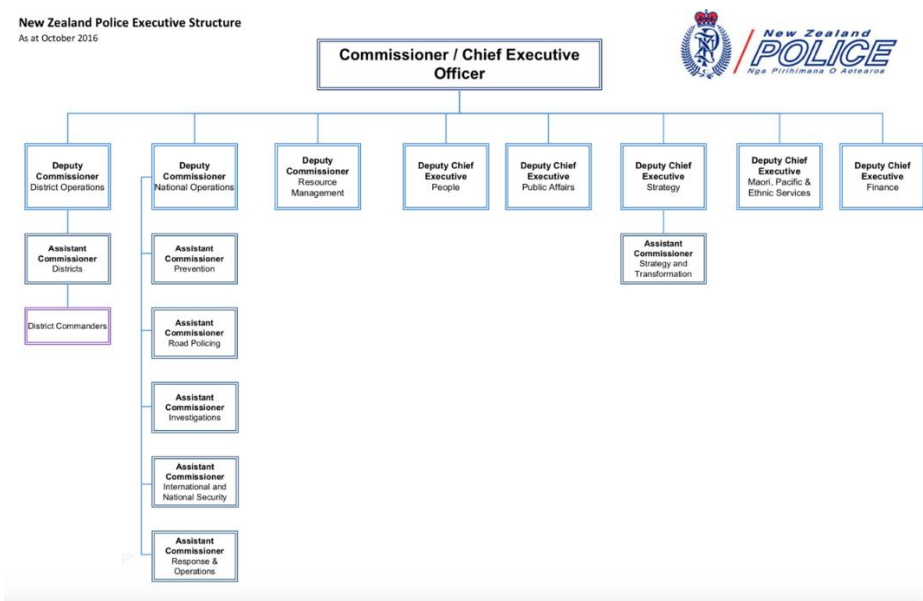 New Zealand Police Executive Structure
As at October 2016
New Zealand
POLICE
Nga Pirihimana O Aotearoa
Commissioner / Chief Executive
Officer
Deputy
Commissioner
District Operations
Deputy
Commissioner
National Operations
Deputy
Commissioner
Resource
Management
Deputy Chief
Executive
People
Deputy Chief
Executive
Public Affairs
Deputy Chief
Executive
Strategy
Deputy Chief
Executive
Maori, Pacific &
Ethnic Services
Deputy Chief
Executive
Finance
Assistant
Commissioner
Districts
Assistant
Commissioner
Prevention
Assistant
Commissioner
Strategy and
Transformation
District Commanders
Assistant
Commissioner
Road Policing
Assistant
Commissioner
Investigations
Assistant
Commissioner
International and
National Security
Assistant
Commissioner
Response &
Operations